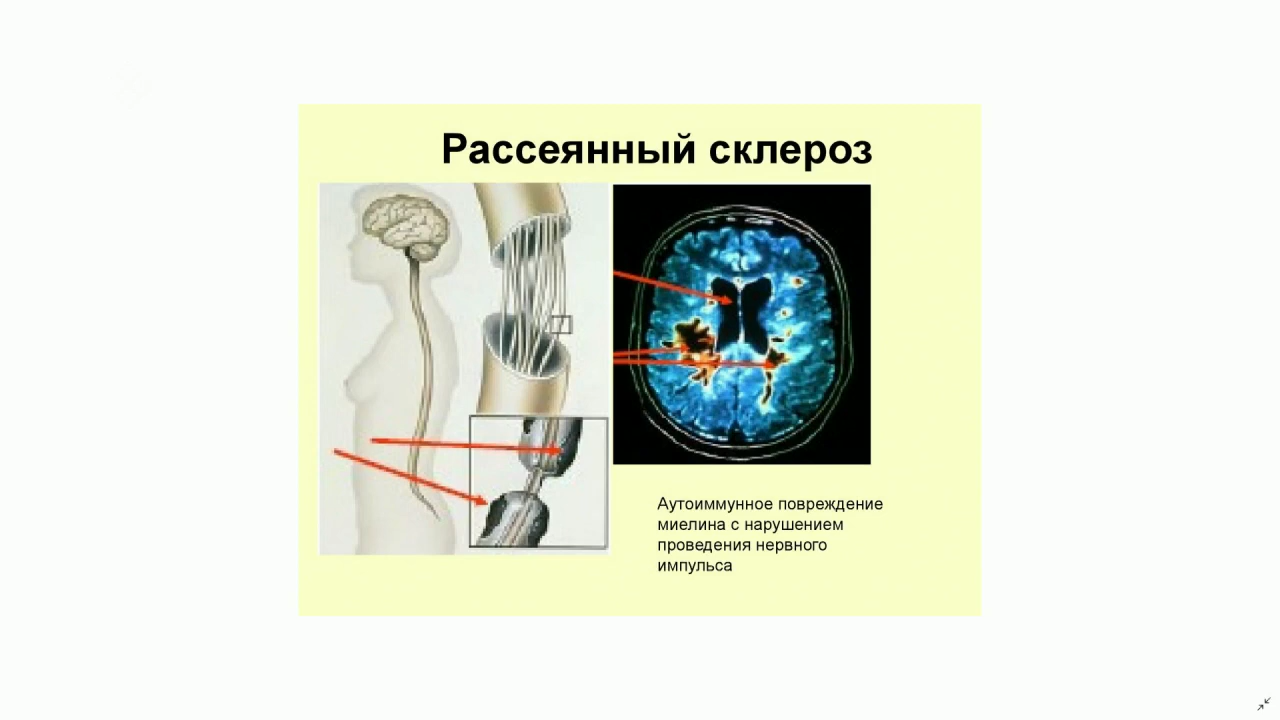 Рассеянный склероз
Аутоиммунное повреждение
миелина с нарушением
проведения нервного
импульса